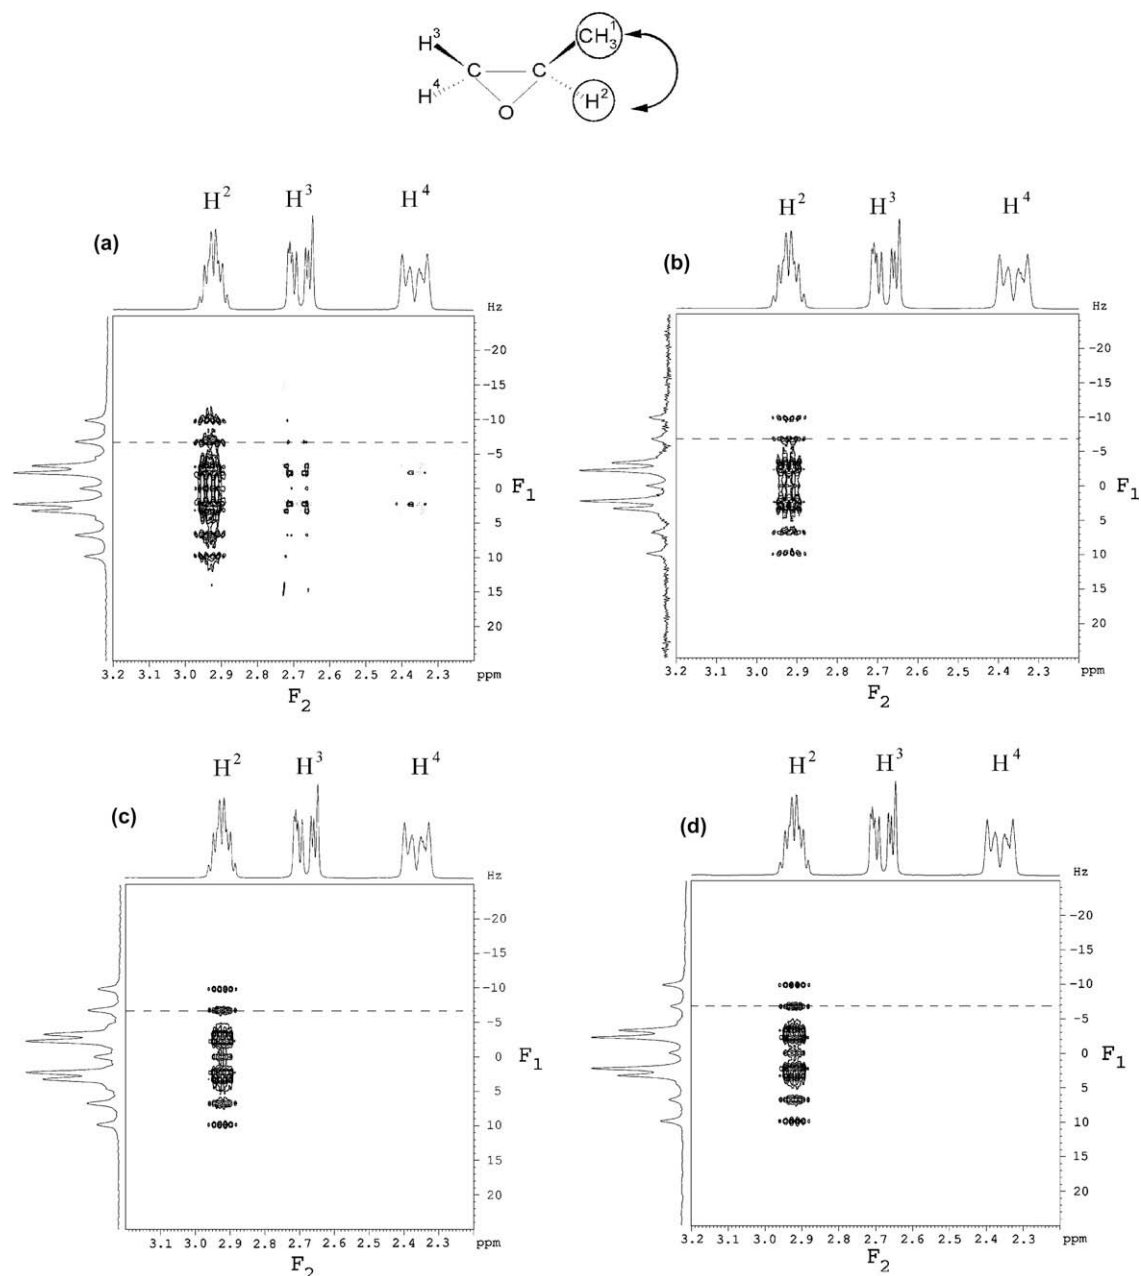 H³ CH₃¹
C C
H⁴ H²
O
H² H³ H⁴
(a)
Hz
-20
-15
-10
-5
0
5
10
15
20
F₁
3.2 3.1 3.0 2.9 2.8 2.7 2.6 2.5 2.4 2.3 ppm
F₂
H² H³ H⁴
(b)
Hz
-20
-15
-10
-5
0
5
10
15
20
F₁
3.2 3.1 3.0 2.9 2.8 2.7 2.6 2.5 2.4 2.3 ppm
F₂
H² H³ H⁴
(c)
Hz
-20
-15
-10
-5
0
5
10
15
20
F₁
3.1 3.0 2.9 2.8 2.7 2.6 2.5 2.4 2.3 ppm
F₂
H² H³ H⁴
(d)
Hz
-20
-15
-10
-5
0
5
10
15
20
F₁
3.2 3.1 3.0 2.9 2.8 2.7 2.6 2.5 2.4 2.3 ppm
F₂